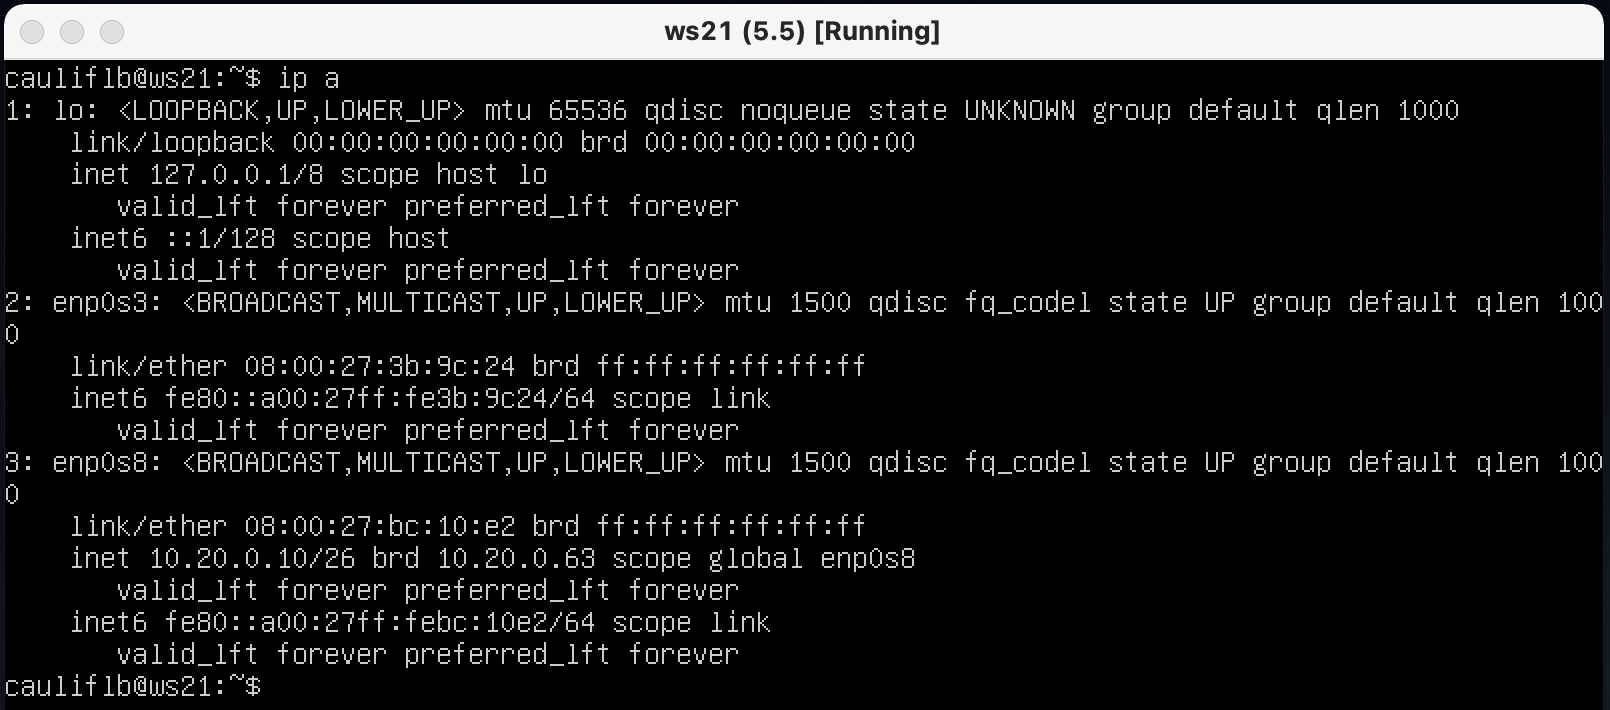 ws21 (5.5) [Running]
cauliflb@ws21:~$ ip a
1: lo: <LOOPBACK,UP,LOWER_UP> mtu 65536 qdisc noqueue state UNKNOWN group default qlen 1000
    link/loopback 00:00:00:00:00:00 brd 00:00:00:00:00:00
    inet 127.0.0.1/8 scope host lo
       valid_lft forever preferred_lft forever
    inet6 ::1/128 scope host
       valid_lft forever preferred_lft forever
2: enp0s3: <BROADCAST,MULTICAST,UP,LOWER_UP> mtu 1500 qdisc fq_codel state UP group default qlen 100
0
    link/ether 08:00:27:3b:9c:24 brd ff:ff:ff:ff:ff:ff
    inet6 fe80::a00:27ff:fe3b:9c24/64 scope link
       valid_lft forever preferred_lft forever
3: enp0s8: <BROADCAST,MULTICAST,UP,LOWER_UP> mtu 1500 qdisc fq_codel state UP group default qlen 100
0
    link/ether 08:00:27:bc:10:e2 brd ff:ff:ff:ff:ff:ff
    inet 10.20.0.10/26 brd 10.20.0.63 scope global enp0s8
       valid_lft forever preferred_lft forever
    inet6 fe80::a00:27ff:febc:10e2/64 scope link
       valid_lft forever preferred_lft forever
cauliflb@ws21:~$